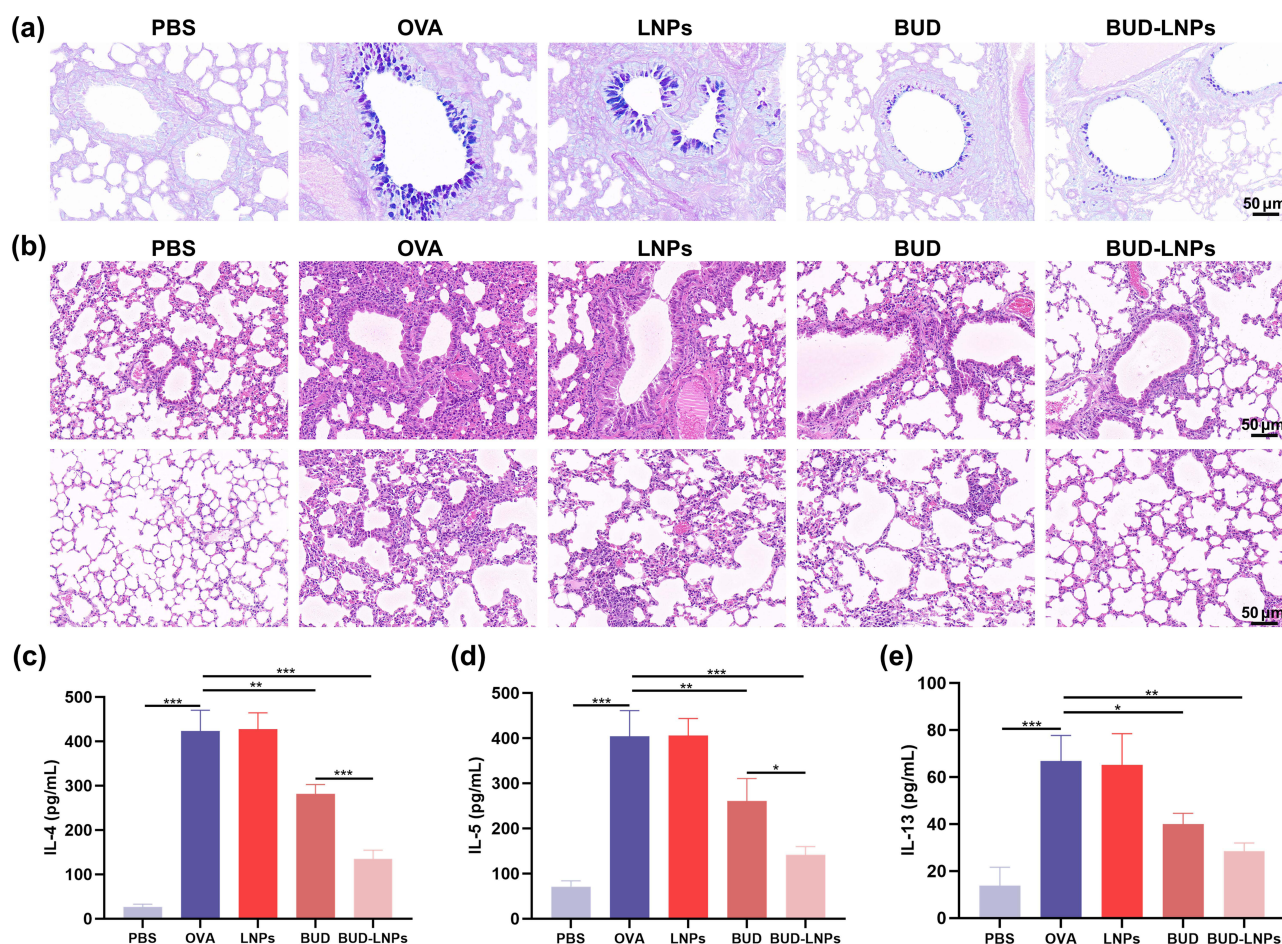 (a)
PBS OVA LNPs BUD BUD-LNPs
50 μm
(b)
PBS OVA LNPs BUD BUD-LNPs
50 μm
50 μm
(c)
IL-4 (pg/mL)
500
400
300
200
100
0
***
***
**
***
PBS OVA LNPs BUD BUD-LNPs
(d)
IL-5 (pg/mL)
500
400
300
200
100
0
***
***
**
*
PBS OVA LNPs BUD BUD-LNPs
(e)
IL-13 (pg/mL)
100
80
60
40
20
0
**
*
***
PBS OVA LNPs BUD BUD-LNPs